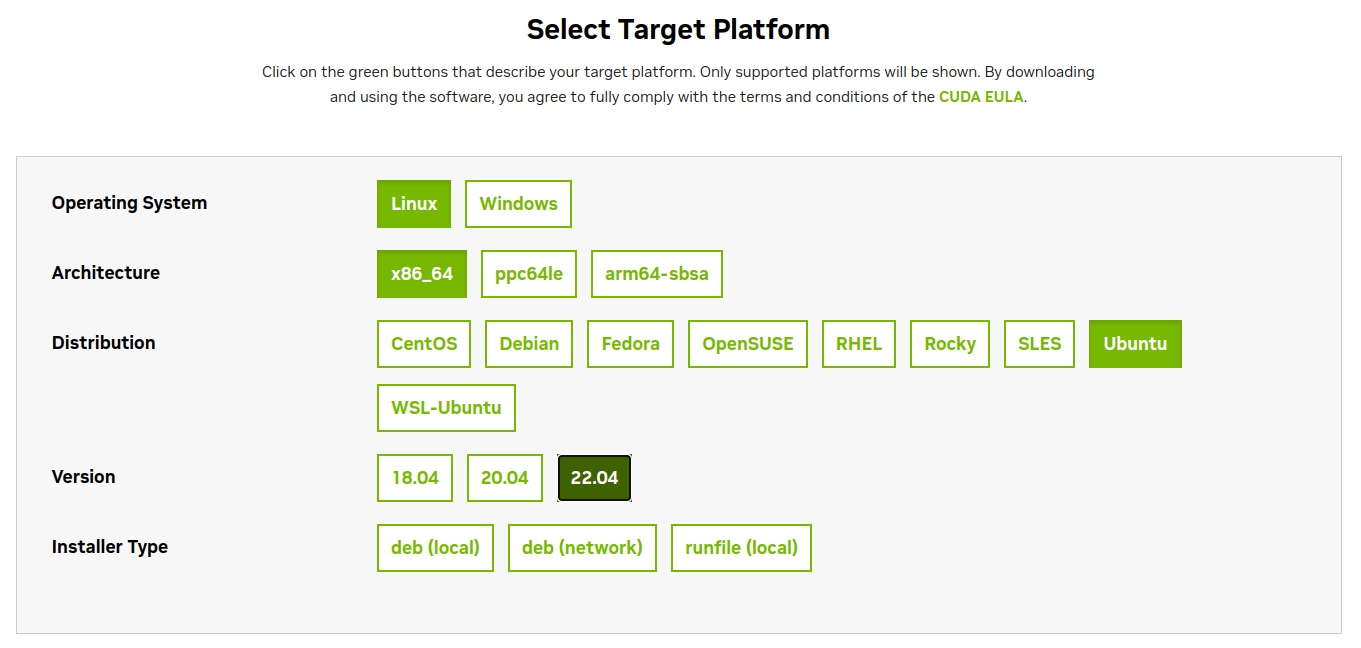 Select Target Platform
Click on the green buttons that describe your target platform. Only supported platforms will be shown. By downloading
and using the software, you agree to fully comply with the terms and conditions of the CUDA EULA.
Operating System Linux Windows
Architecture x86_64 ppc64le arm64-sbsa
Distribution CentOS Debian Fedora OpenSUSE RHEL Rocky SLES Ubuntu
WSL-Ubuntu
Version 18.04 20.04 22.04
Installer Type deb (local) deb (network) runfile (local)